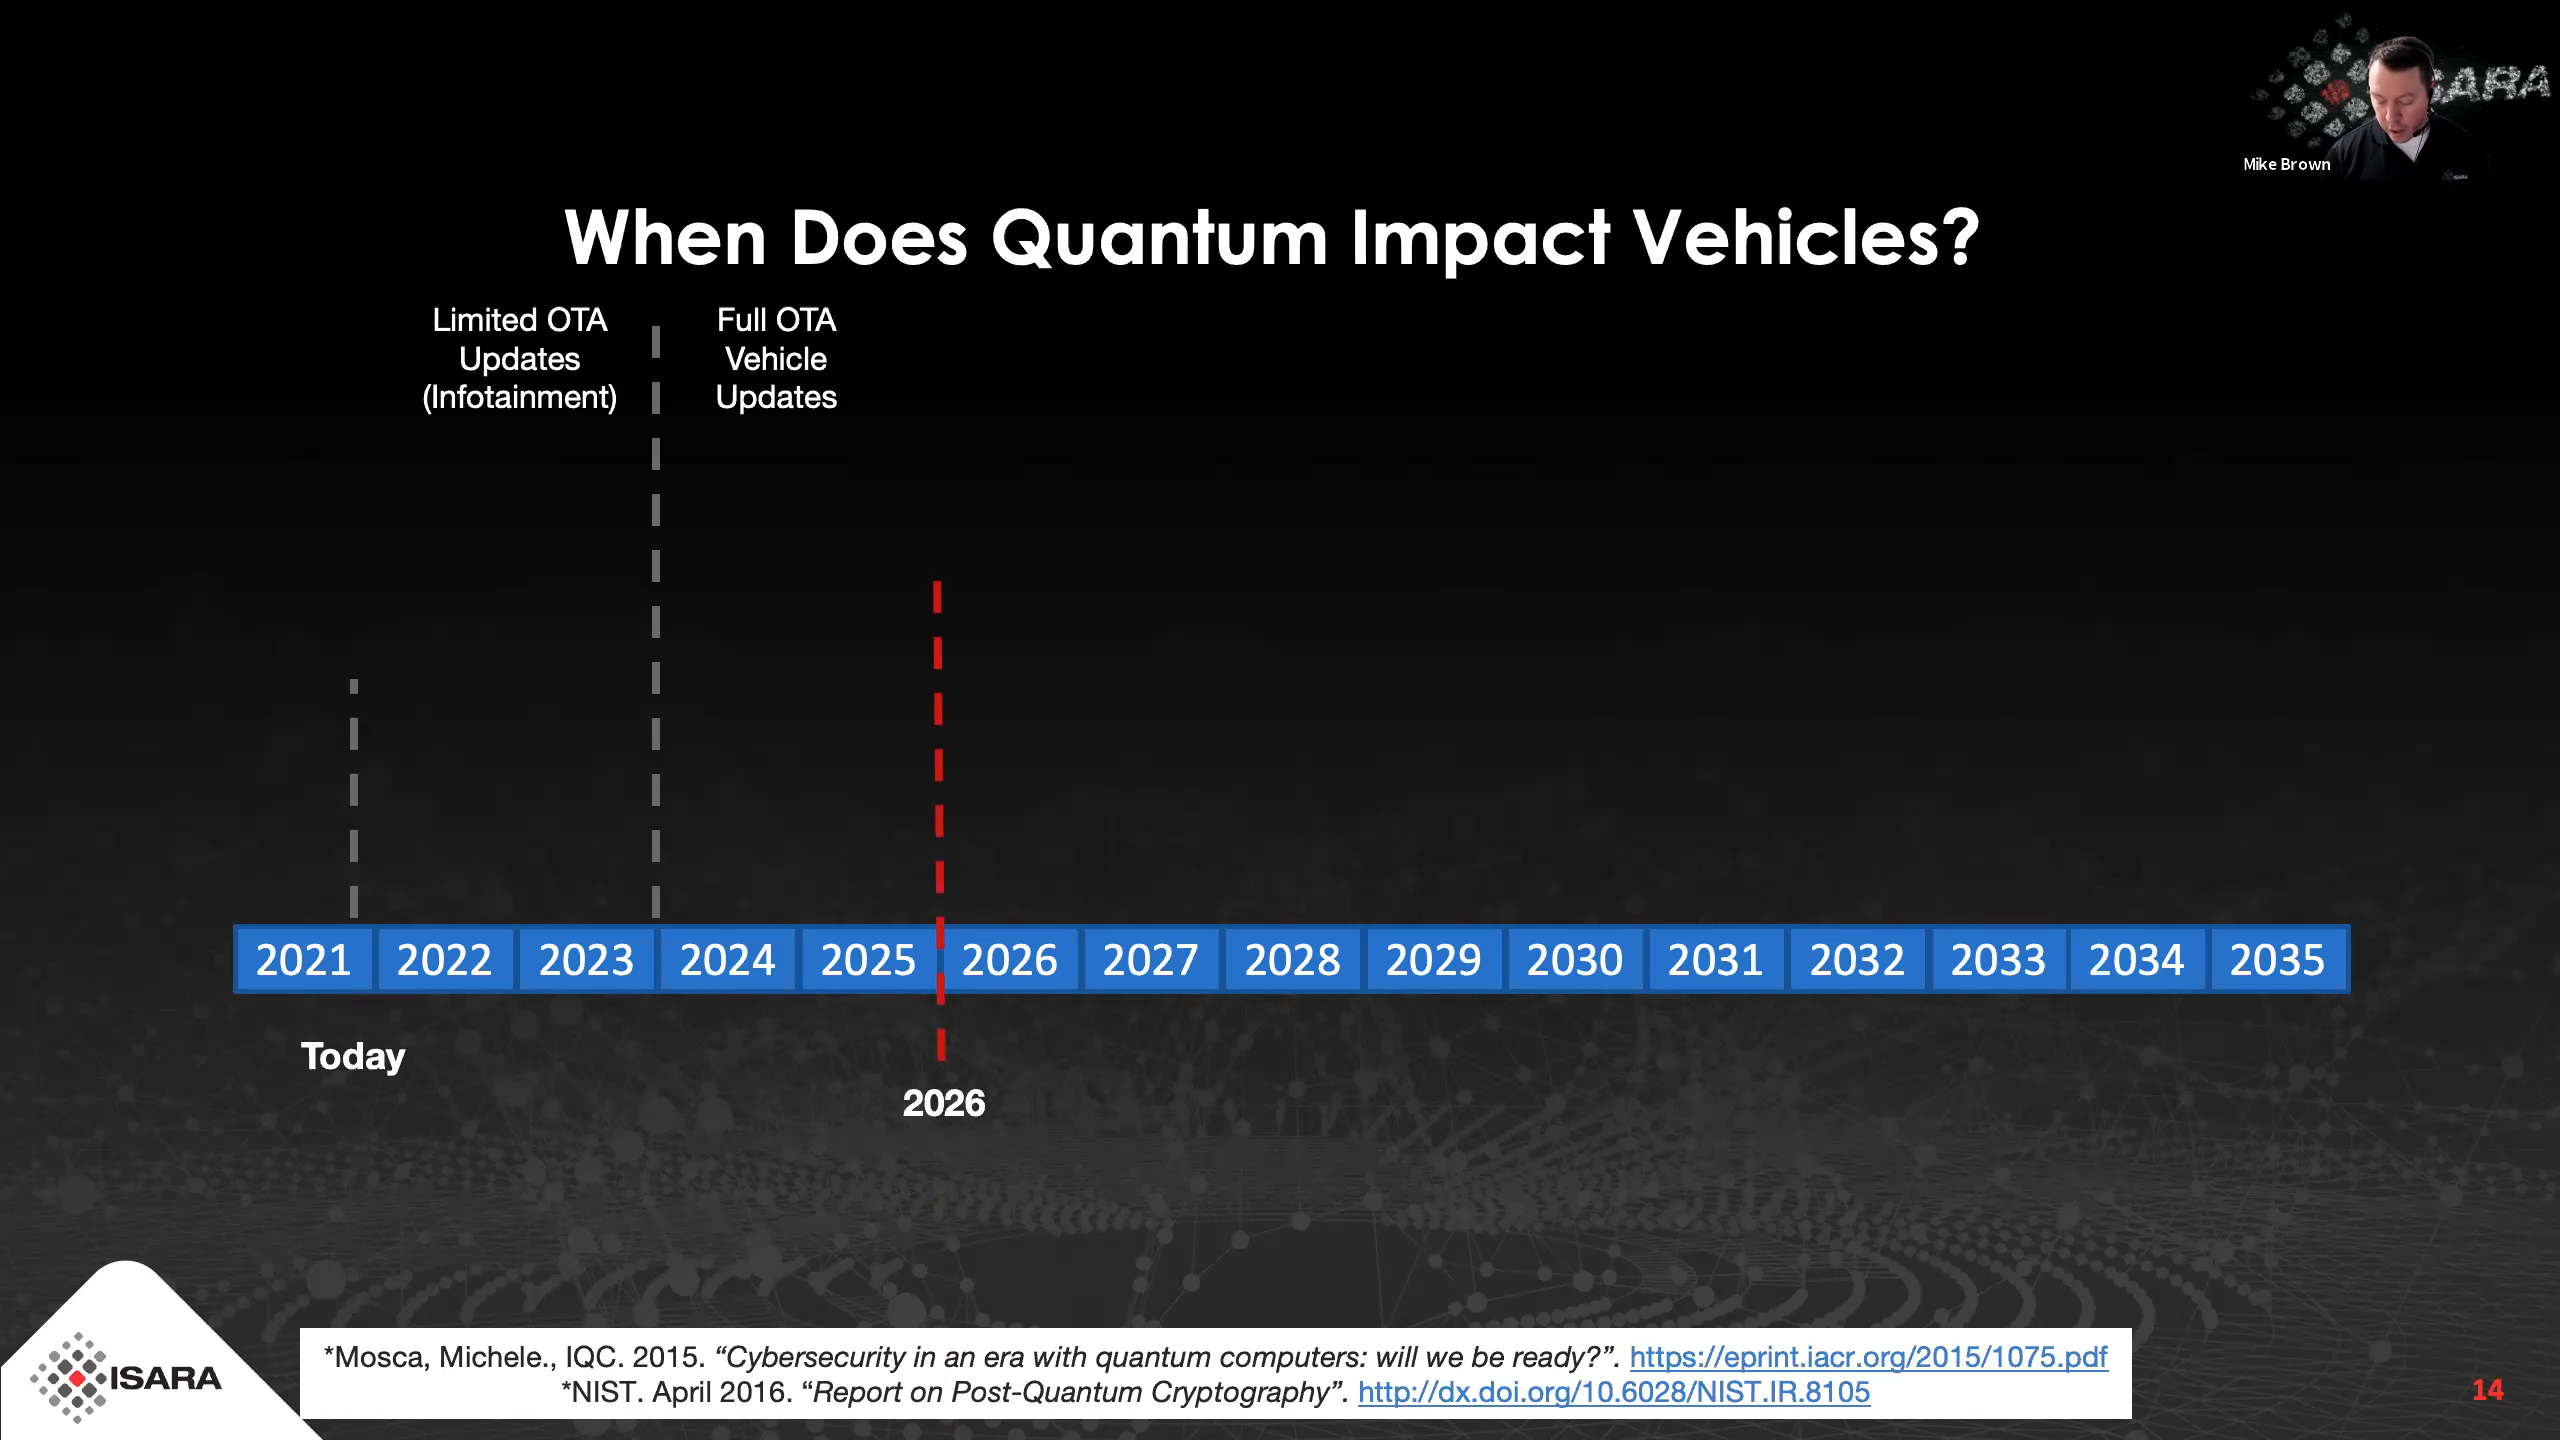 ISARA
Mike Brown
When Does Quantum Impact Vehicles?
Limited OTA
Updates
(Infotainment)
Full OTA
Vehicle
Updates
2021 2022 2023 2024 2025 2026 2027 2028 2029 2030 2031 2032 2033 2034 2035
Today
2026
ISARA
*Mosca, Michele., IQC. 2015. “Cybersecurity in an era with quantum computers: will we be ready?”. https://eprint.iacr.org/2015/1075.pdf
*NIST. April 2016. “Report on Post-Quantum Cryptography”. http://dx.doi.org/10.6028/NIST.IR.8105
14